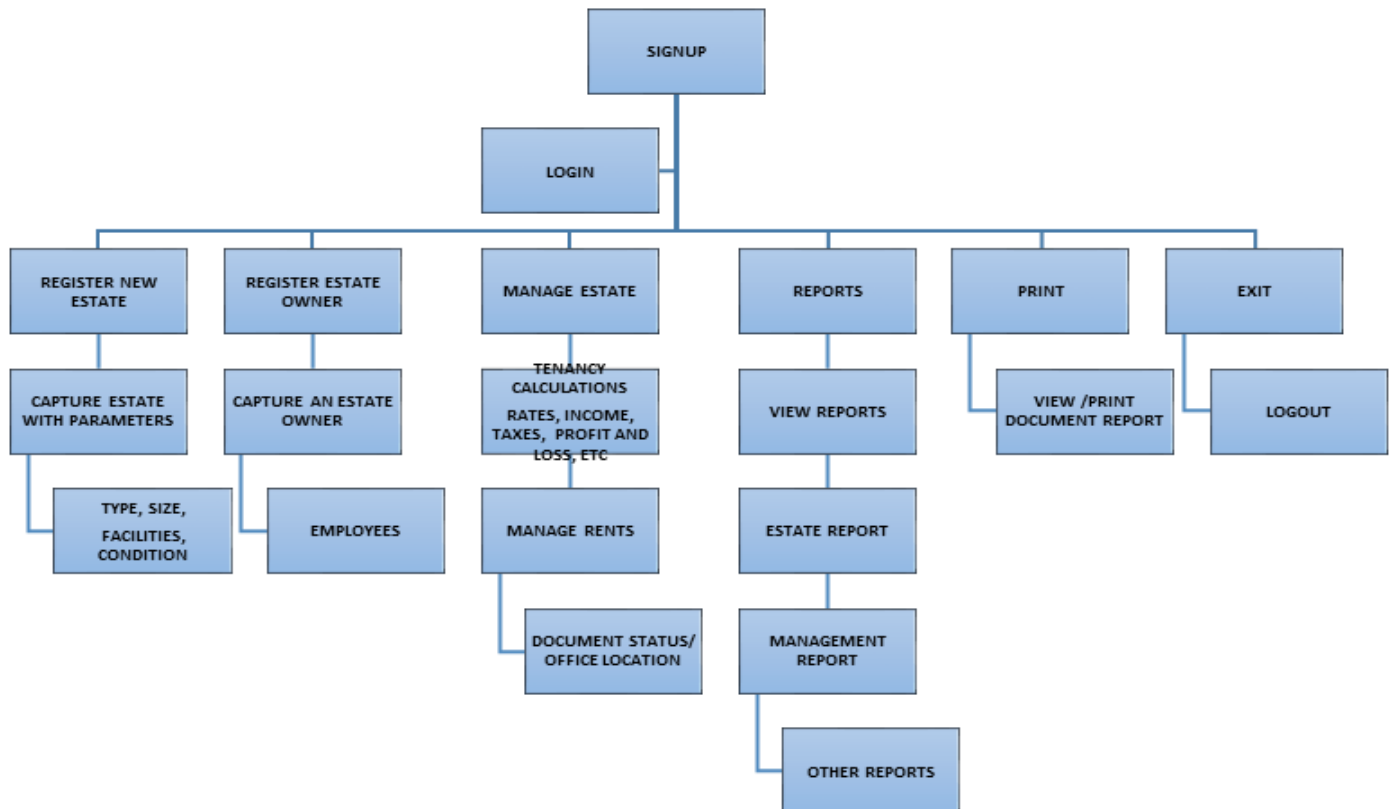 SIGNUP
LOGIN
REGISTER NEW
ESTATE
REGISTER ESTATE
OWNER
MANAGE ESTATE
REPORTS
PRINT
EXIT
CAPTURE ESTATE
WITH PARAMETERS
CAPTURE AN ESTATE
OWNER
TENANCY
CALCULATIONS
RATES, INCOME,
TAXES, PROFIT AND
LOSS, ETC
VIEW REPORTS
VIEW /PRINT
DOCUMENT REPORT
LOGOUT
TYPE, SIZE,
FACILITIES,
CONDITION
EMPLOYEES
MANAGE RENTS
ESTATE REPORT
DOCUMENT STATUS/
OFFICE LOCATION
MANAGEMENT
REPORT
OTHER REPORTS